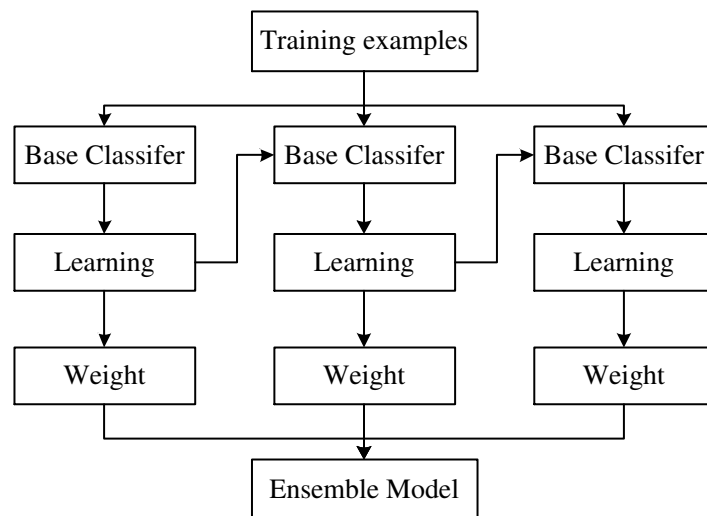 Training examples
Base Classifer
Base Classifer
Base Classifer
Learning
Learning
Learning
Weight
Weight
Weight
Ensemble Model